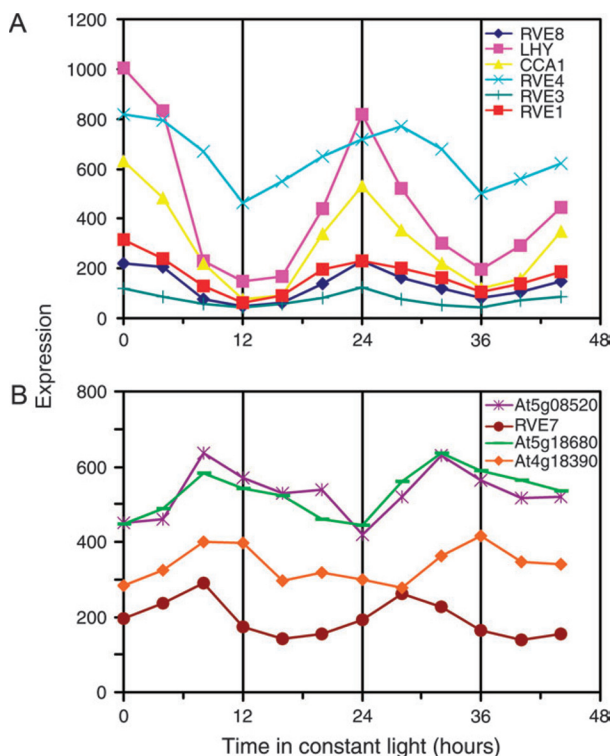 A
RVE8
LHY
CCA1
RVE4
RVE3
RVE1
1200
1000
800
600
400
200
0
0 12 24 36 48
Expression
B
At5g08520
RVE7
At5g18680
At4g18390
800
600
400
200
0
0 12 24 36 48
Time in constant light (hours)